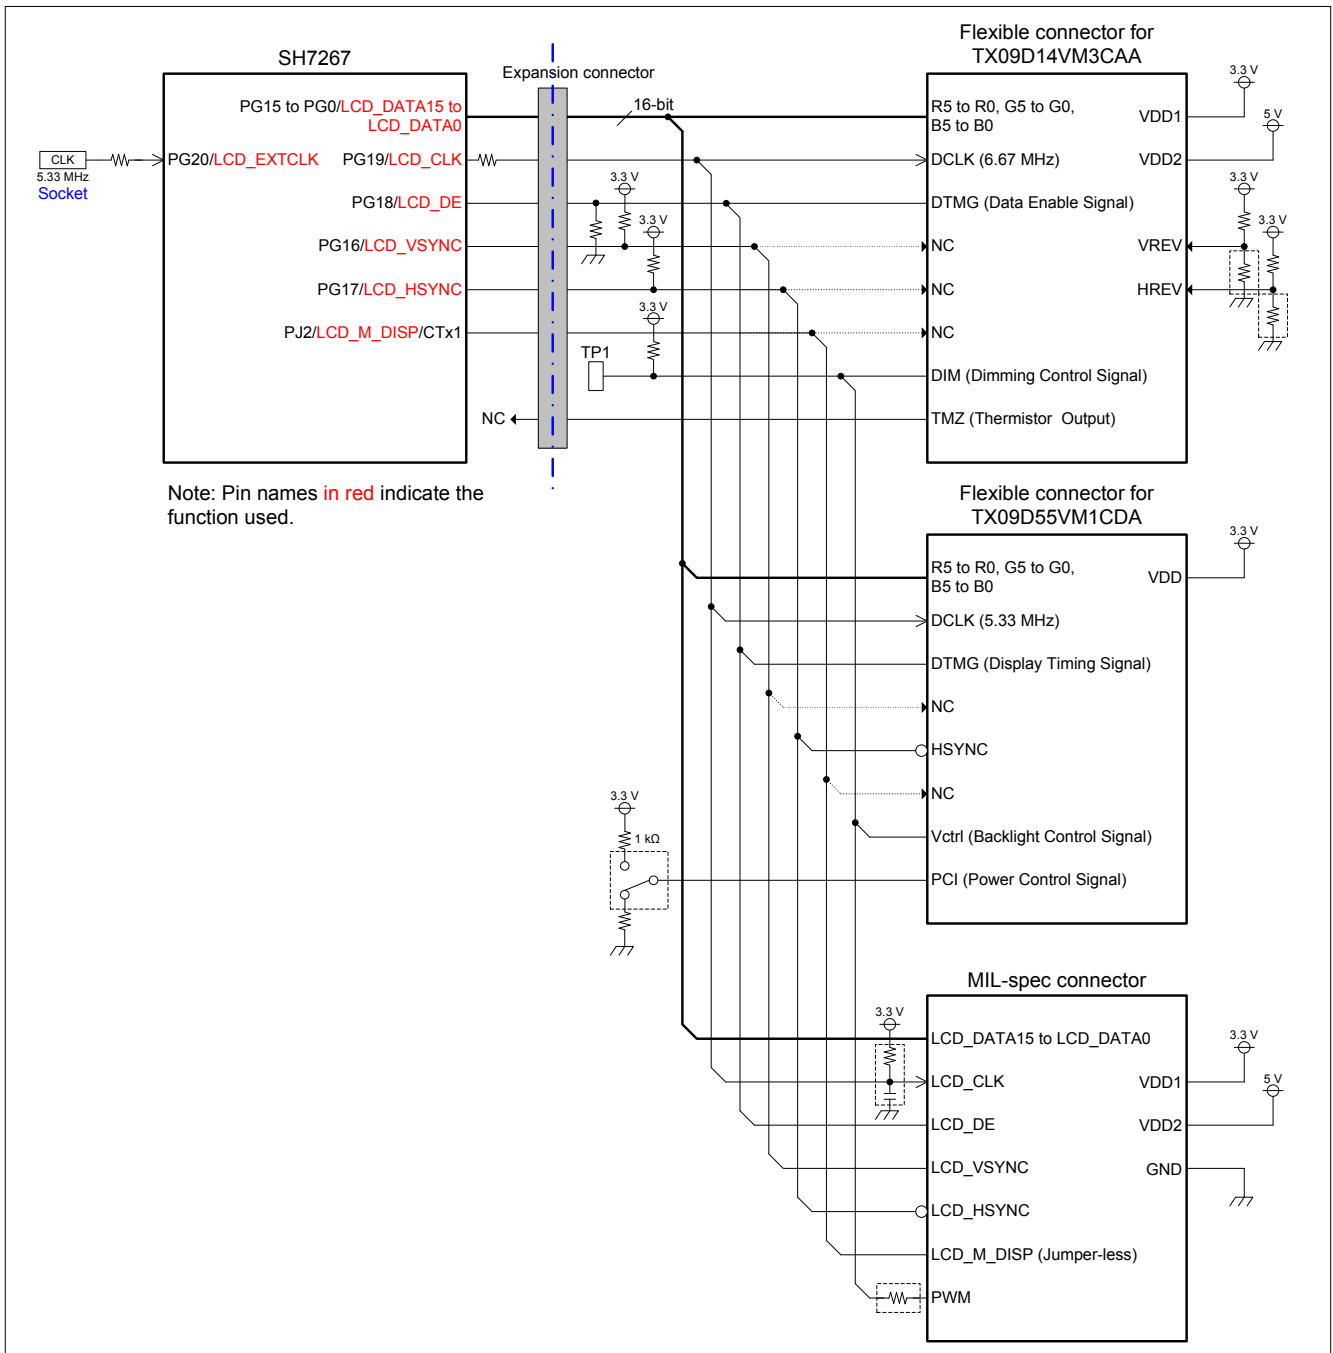 SH7267
Expansion connector
Flexible connector for
TX09D14VM3CAA
PG15 to PG0/LCD_DATA15 to
LCD_DATA0
16-bit
R5 to R0, G5 to G0,
B5 to B0
VDD1
3.3 V
5 V
CLK
5.33 MHz
Socket
PG20/LCD_EXTCLK
PG19/LCD_CLK
DCLK (6.67 MHz)
VDD2
PG18/LCD_DE
3.3 V
DTMG (Data Enable Signal)
3.3 V
PG16/LCD_VSYNC
3.3 V
NC
VREV
3.3 V
PG17/LCD_HSYNC
NC
HREV
3.3 V
PJ2/LCD_M_DISP/CTx1
NC
TP1
DIM (Dimming Control Signal)
NC
TMZ (Thermistor Output)
Note: Pin names in red indicate the
function used.
Flexible connector for
TX09D55VM1CDA
R5 to R0, G5 to G0,
B5 to B0
VDD
3.3 V
DCLK (5.33 MHz)
DTMG (Display Timing Signal)
NC
HSYNC
NC
3.3 V
1 kΩ
Vctrl (Backlight Control Signal)
PCI (Power Control Signal)
MIL-spec connector
3.3 V
LCD_DATA15 to LCD_DATA0
3.3 V
LCD_CLK
VDD1
5 V
LCD_DE
VDD2
LCD_VSYNC
GND
LCD_HSYNC
LCD_M_DISP (Jumper-less)
PWM